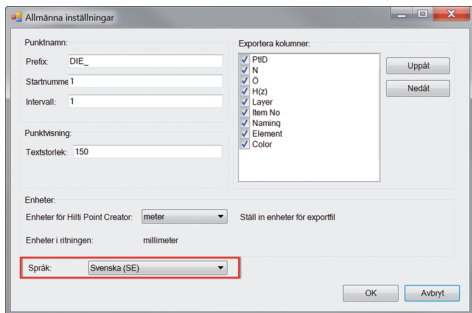 Allmänna inställningar
Punktnamn:
Prefix: DIE_
Startnumme 1
Intervall: 1
Punktvisning:
Textstorlek: 150
Exportera kolumner:
PtID
N
Ö
H(z)
Layer
Item No
Naming
Element
Color
Uppåt
Nedåt
Enheter:
Enheter för Hilti Point Creator: meter Ställ in enheter för exportfil
Enheter i ritningen: millimeter
Språk: Svenska (SE)
OK Avbryt